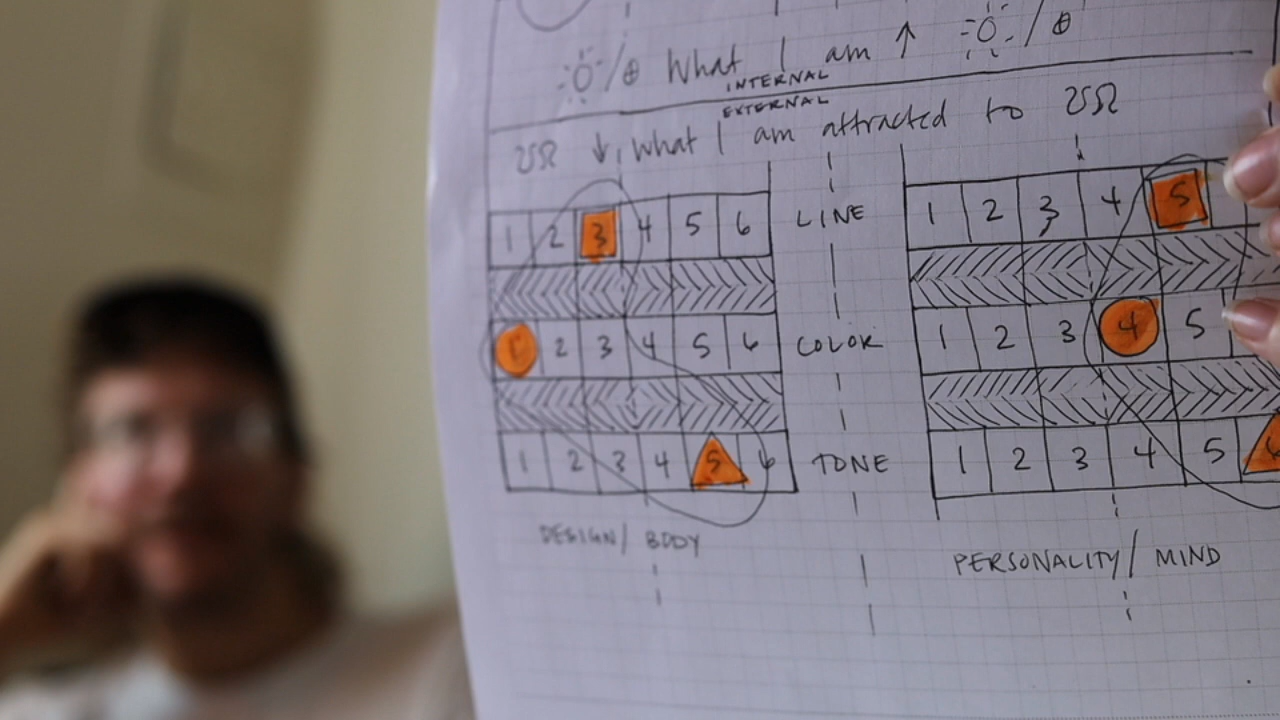 What I am ↑
INTERNAL
EXTERNAL
☊ ↓ What I am attracted to ☊
1 2 3 4 5 6 LINE 1 2 3 4 5
1 2 3 4 5 6 COLOR 1 2 3 4 5
1 2 3 4 5 6 TONE 1 2 3 4 5 6
DESIGN/ BODY PERSONALITY/ MIND